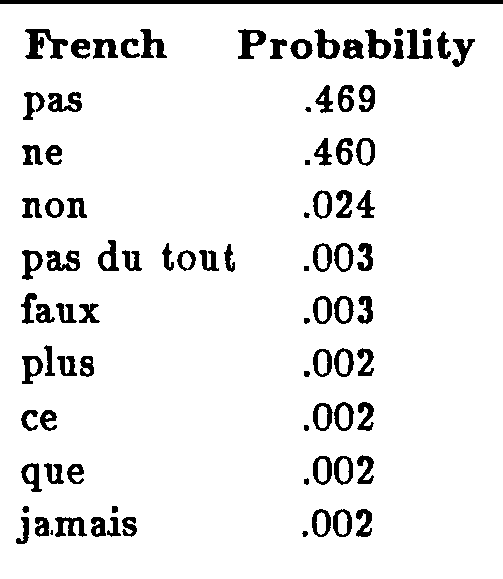 French Probability
pas .469
ne .460
non .024
pas du tout .003
faux .003
plus .002
ce .002
que .002
jamais .002